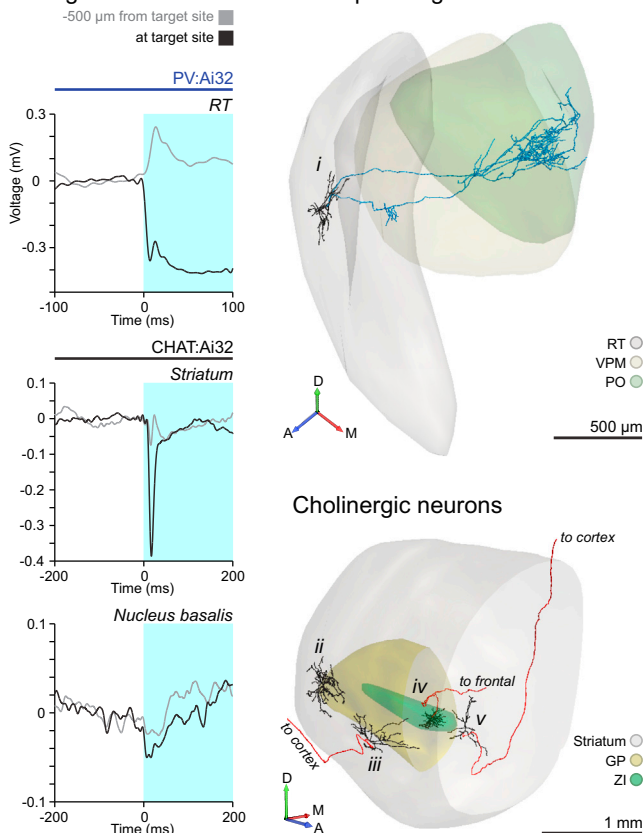 -500 µm from target site
at target site
PV:Ai32
RT
0.3
0
-0.3
Voltage (mV)
-100
0
100
Time (ms)
CHAT:Ai32
Striatum
0.1
0
-0.1
-0.2
-0.3
-0.4
-200
0
200
Time (ms)
Nucleus basalis
0.1
0
-0.1
-200
0
200
Time (ms)
i
D
A
M
RT
VPM
PO
500 µm
Cholinergic neurons
to cortex
ii
iv
to frontal
v
to cortex
iii
D
M
A
Striatum
GP
ZI
1 mm